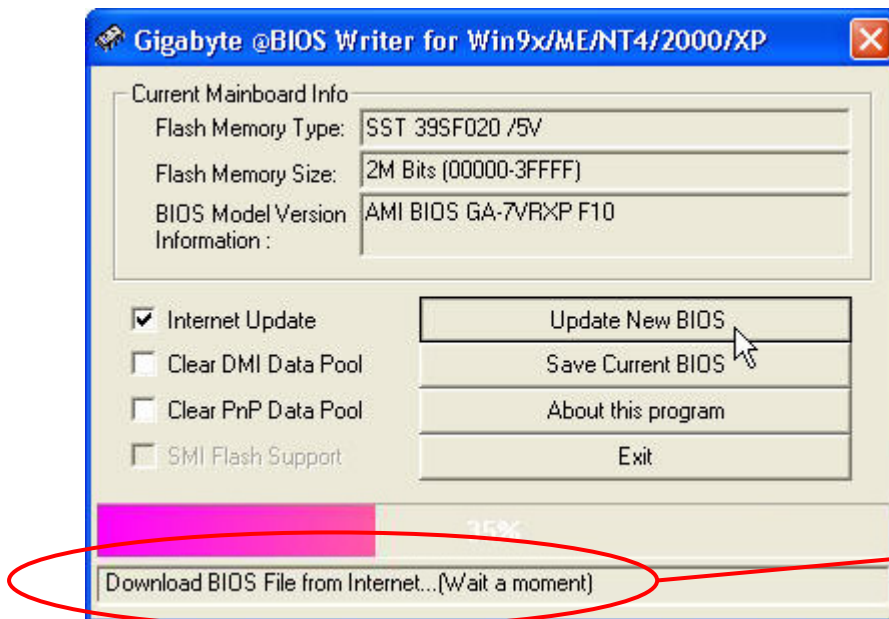 Gigabyte @BIOS Writer for Win9x/ME/NT4/2000/XP
Current Mainboard Info
Flash Memory Type: SST 39SF020 /5V
Flash Memory Size: 2M Bits (00000-3FFFF)
BIOS Model Version AMI BIOS GA-7VRXP F10
Information :
Internet Update Update New BIOS
Clear DMI Data Pool Save Current BIOS
Clear PnP Data Pool About this program
SMI Flash Support Exit
35%
Download BIOS File from Internet...(Wait a moment)